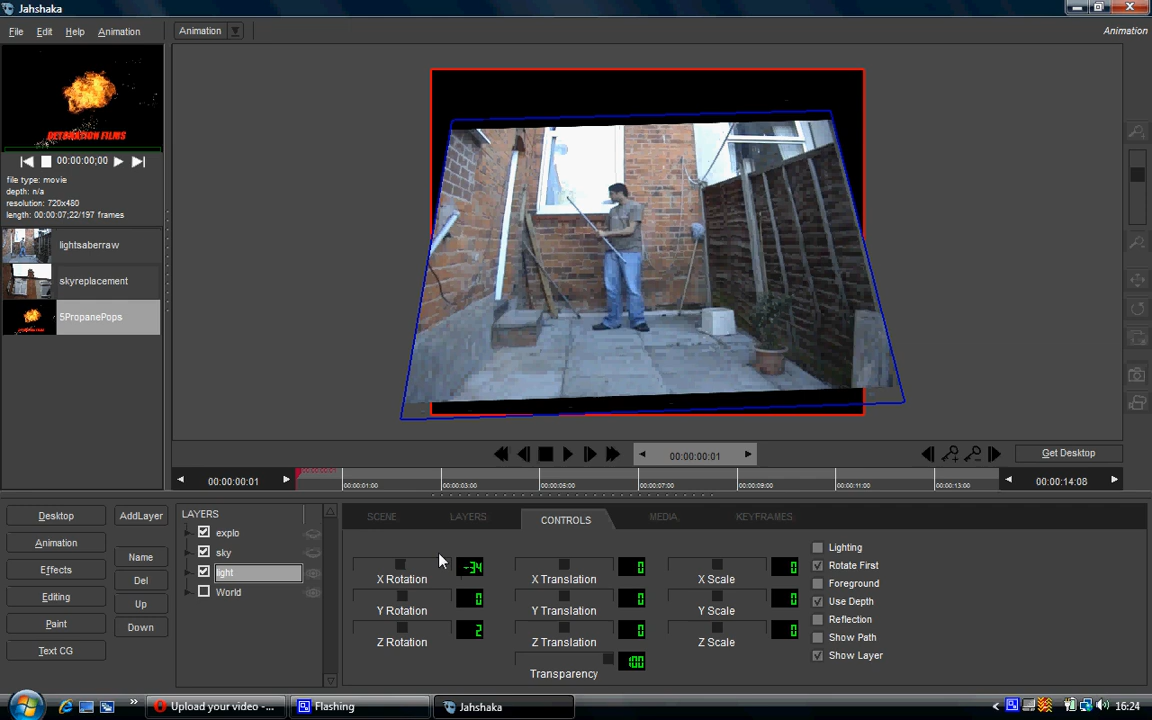 Jahshaka
File Edit Help Animation
Animation
Animation
DETONATION FILMS
00:00:00;00
file type: movie
depth: n/a
resolution: 720x480
length: 00:00:07;22/197 frames
lightsaberraw
skyreplacement
5PropanePops
00:00:00:01
Get Desktop
00:00:00:01
00:00:01:00 00:00:03:00 00:00:05:00 00:00:07:00 00:00:09:00 00:00:11:00 00:00:13:00
00:00:14:08
Desktop
Animation
Effects
Editing
Paint
Text CG
AddLayer
Name
Del
Up
Down
LAYERS
explo
sky
light
World
SCENE LAYERS CONTROLS MEDIA KEYFRAMES
-34 0 0
X Rotation X Translation X Scale
0 0 0
Y Rotation Y Translation Y Scale
2 0 0
Z Rotation Z Translation Z Scale
100
Transparency
Lighting
Rotate First
Foreground
Use Depth
Reflection
Show Path
Show Layer
Upload your video - ...
Flashing
Jahshaka
16:24